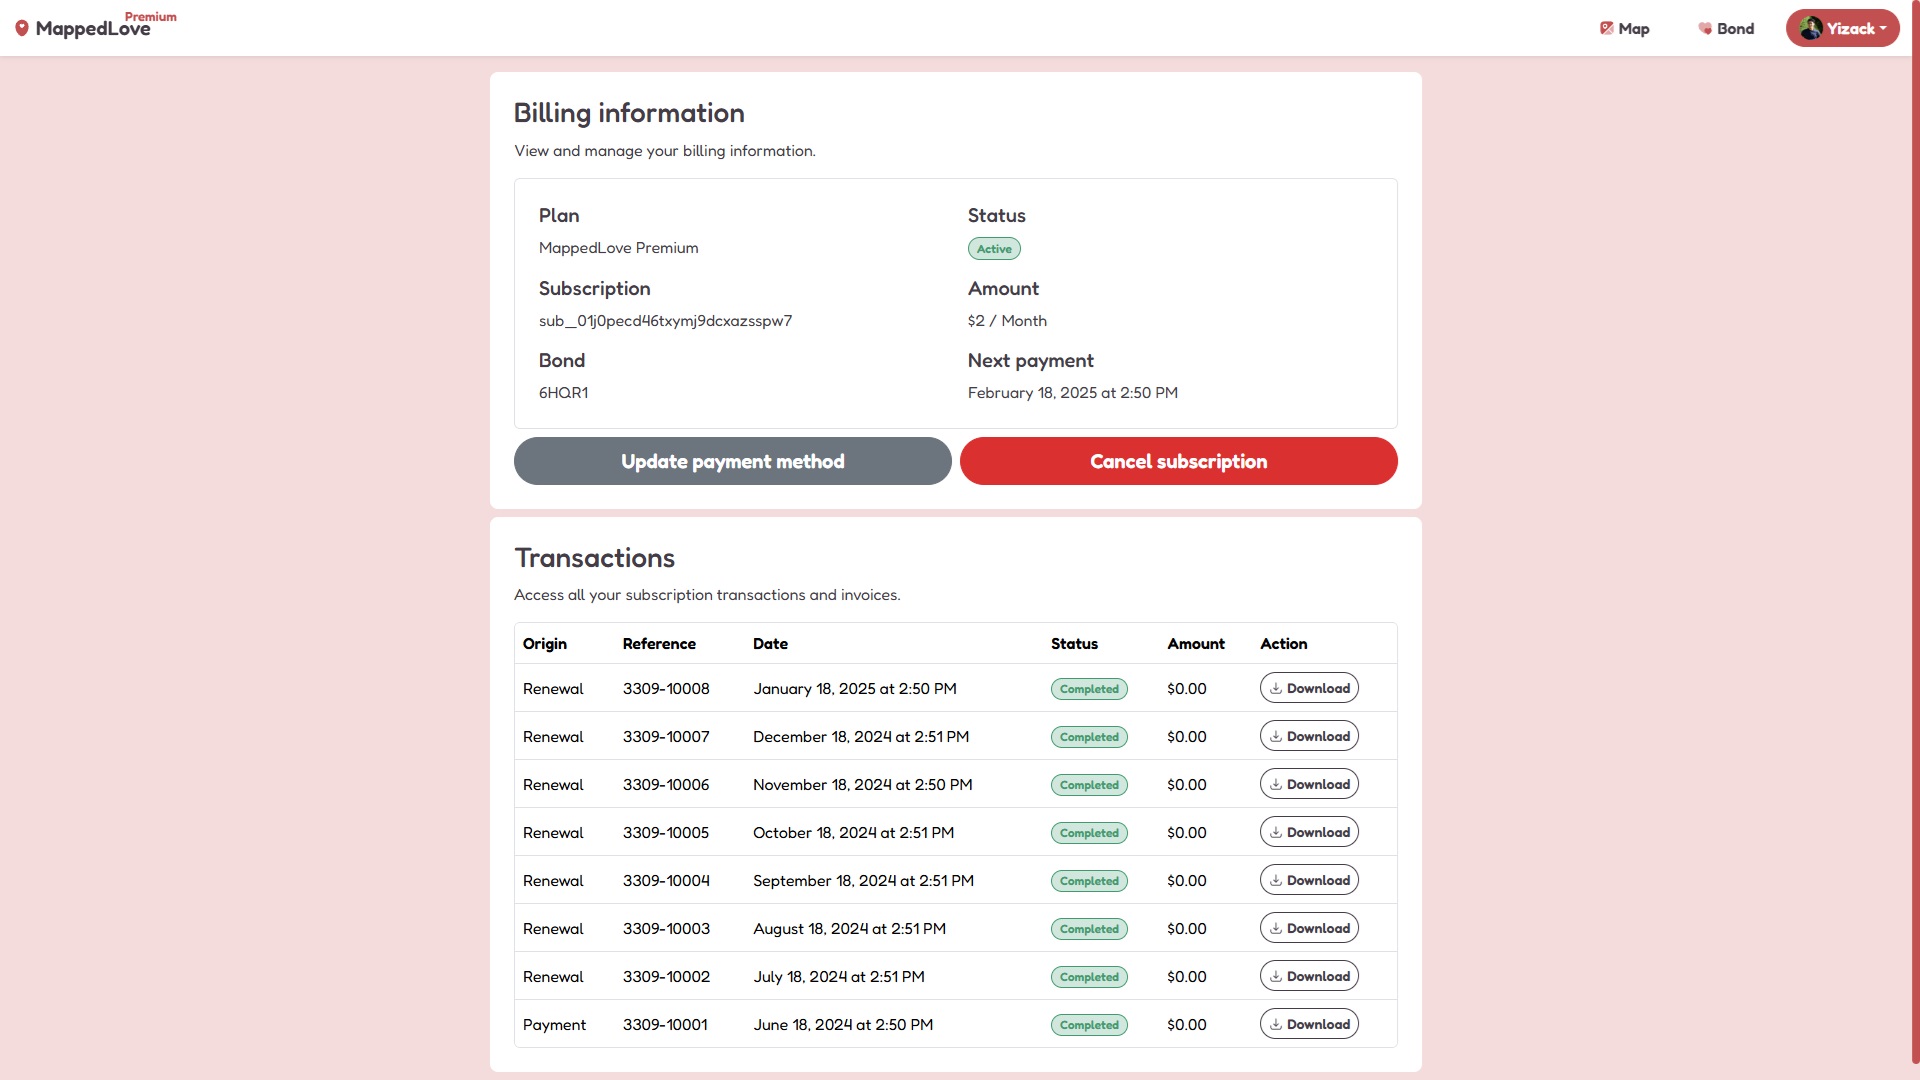 Premium
MappedLove
Map
Bond
Yizack
Billing information
View and manage your billing information.
Plan
MappedLove Premium
Status
Active
Subscription
sub_01j0pecd46txymj9dcxazsspw7
Amount
$2 / Month
Bond
6HQR1
Next payment
February 18, 2025 at 2:50 PM
Update payment method
Cancel subscription
Transactions
Access all your subscription transactions and invoices.
Origin Reference Date Status Amount Action
Renewal 3309-10008 January 18, 2025 at 2:50 PM Completed $0.00 Download
Renewal 3309-10007 December 18, 2024 at 2:51 PM Completed $0.00 Download
Renewal 3309-10006 November 18, 2024 at 2:50 PM Completed $0.00 Download
Renewal 3309-10005 October 18, 2024 at 2:51 PM Completed $0.00 Download
Renewal 3309-10004 September 18, 2024 at 2:51 PM Completed $0.00 Download
Renewal 3309-10003 August 18, 2024 at 2:51 PM Completed $0.00 Download
Renewal 3309-10002 July 18, 2024 at 2:51 PM Completed $0.00 Download
Payment 3309-10001 June 18, 2024 at 2:50 PM Completed $0.00 Download